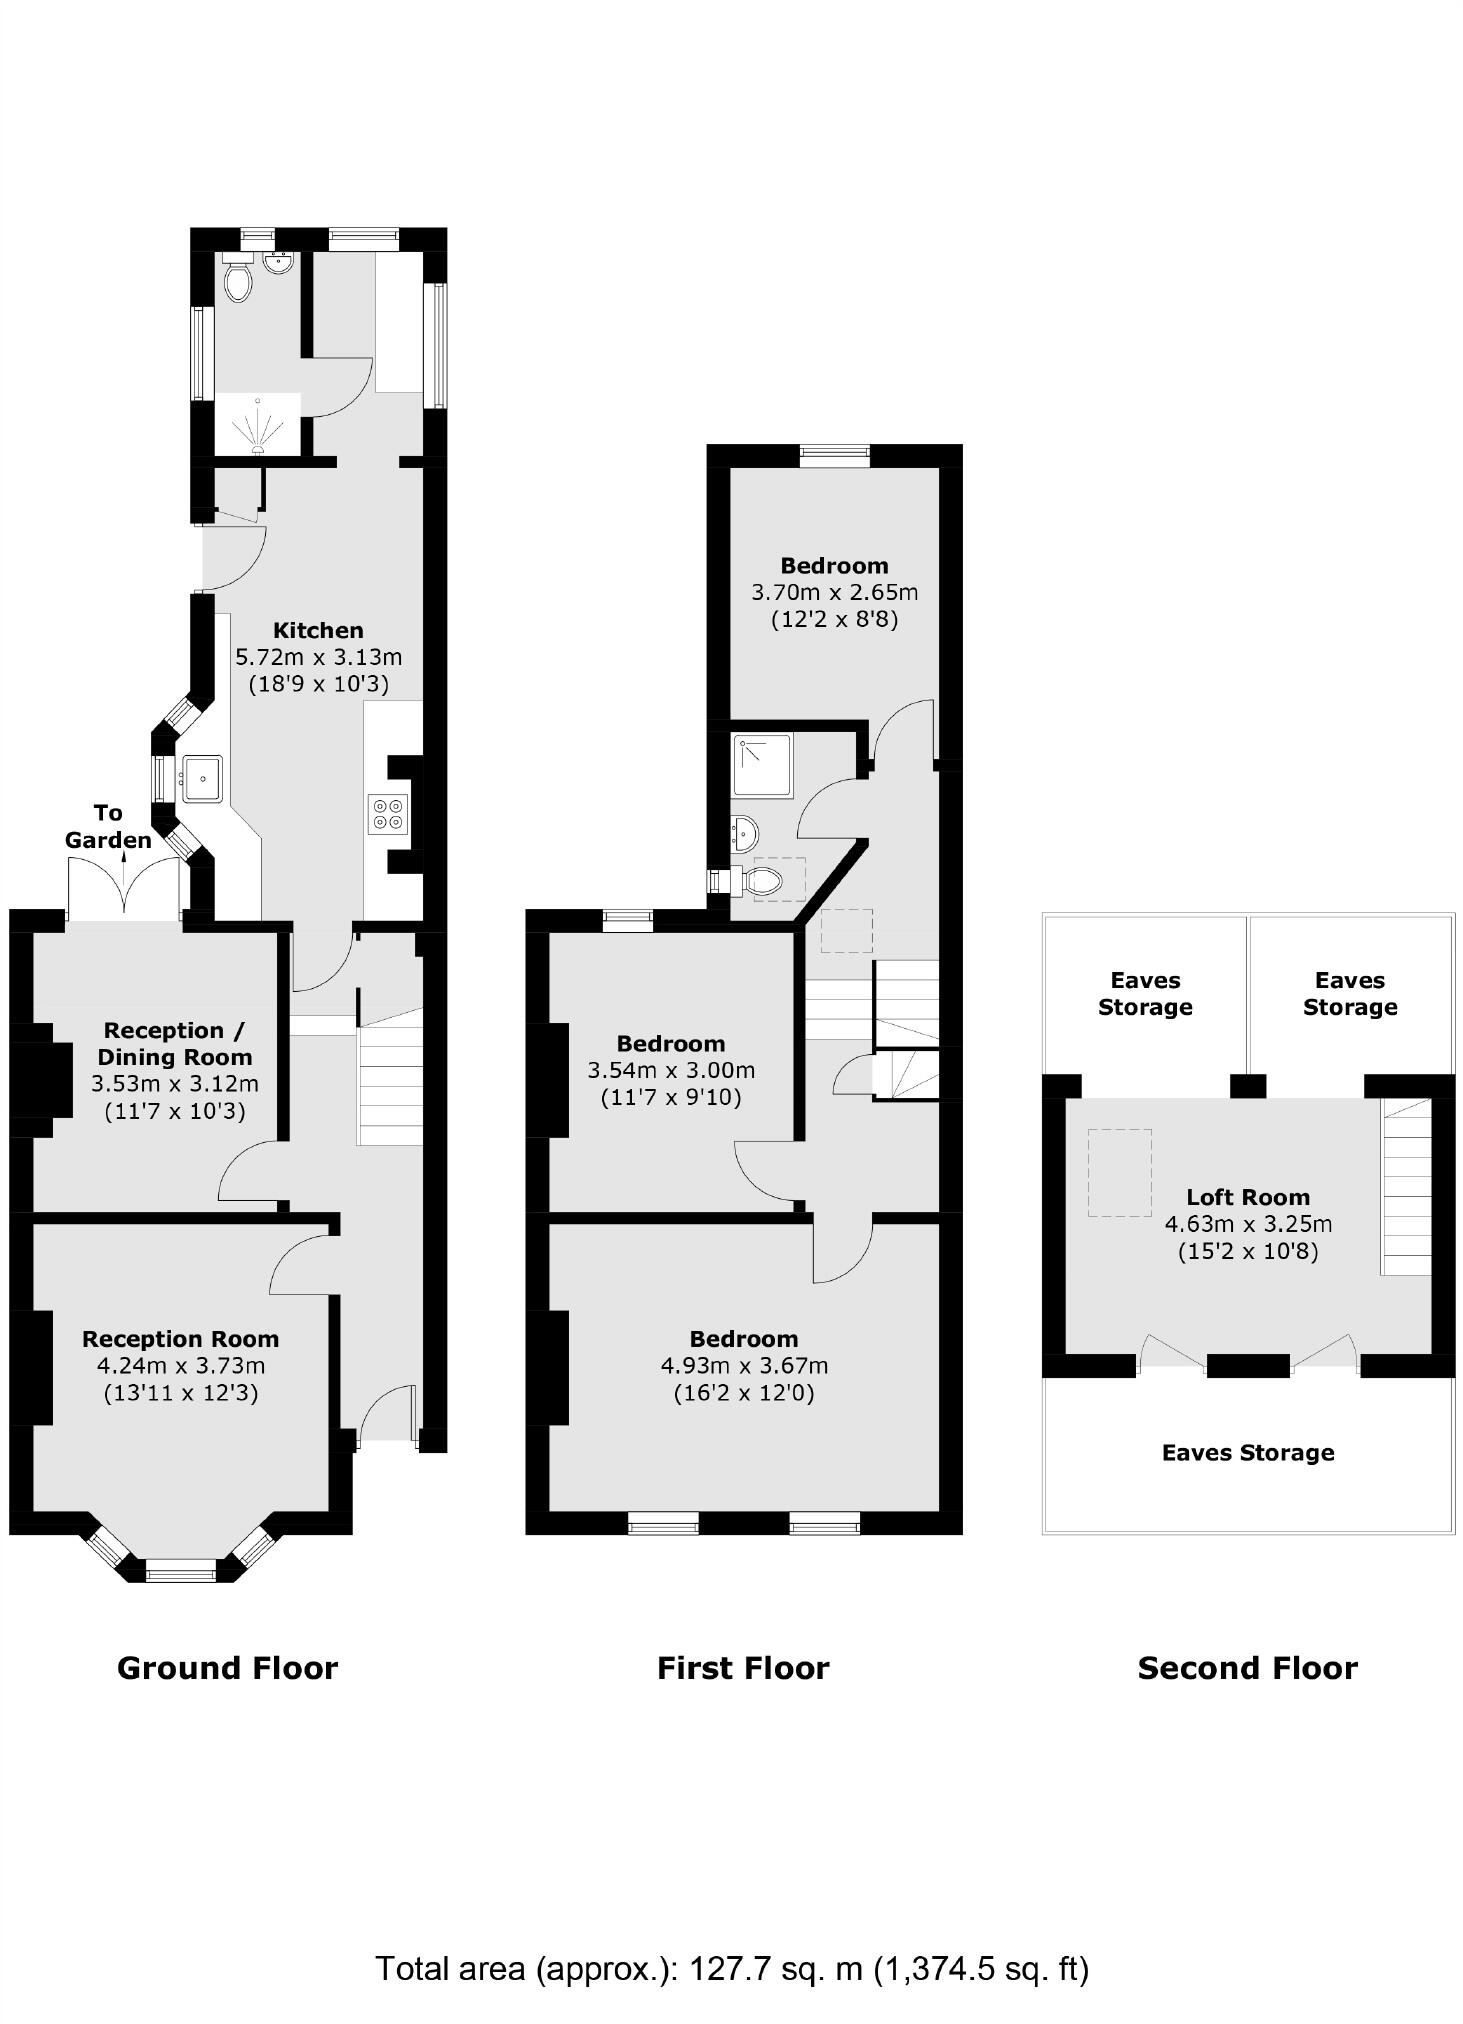 Kitchen
5.72m x 3.13m
(18'9 x 10'3)
To
Garden
Reception /
Dining Room
3.53m x 3.12m
(11'7 x 10'3)
Reception Room
4.24m x 3.73m
(13'11 x 12'3)
Ground Floor
Bedroom
3.70m x 2.65m
(12'2 x 8'8)
Bedroom
3.54m x 3.00m
(11'7 x 9'10)
Bedroom
4.93m x 3.67m
(16'2 x 12'0)
First Floor
Eaves
Storage
Eaves
Storage
Loft Room
4.63m x 3.25m
(15'2 x 10'8)
Eaves Storage
Second Floor
Total area (approx.): 127.7 sq. m (1,374.5 sq. ft)